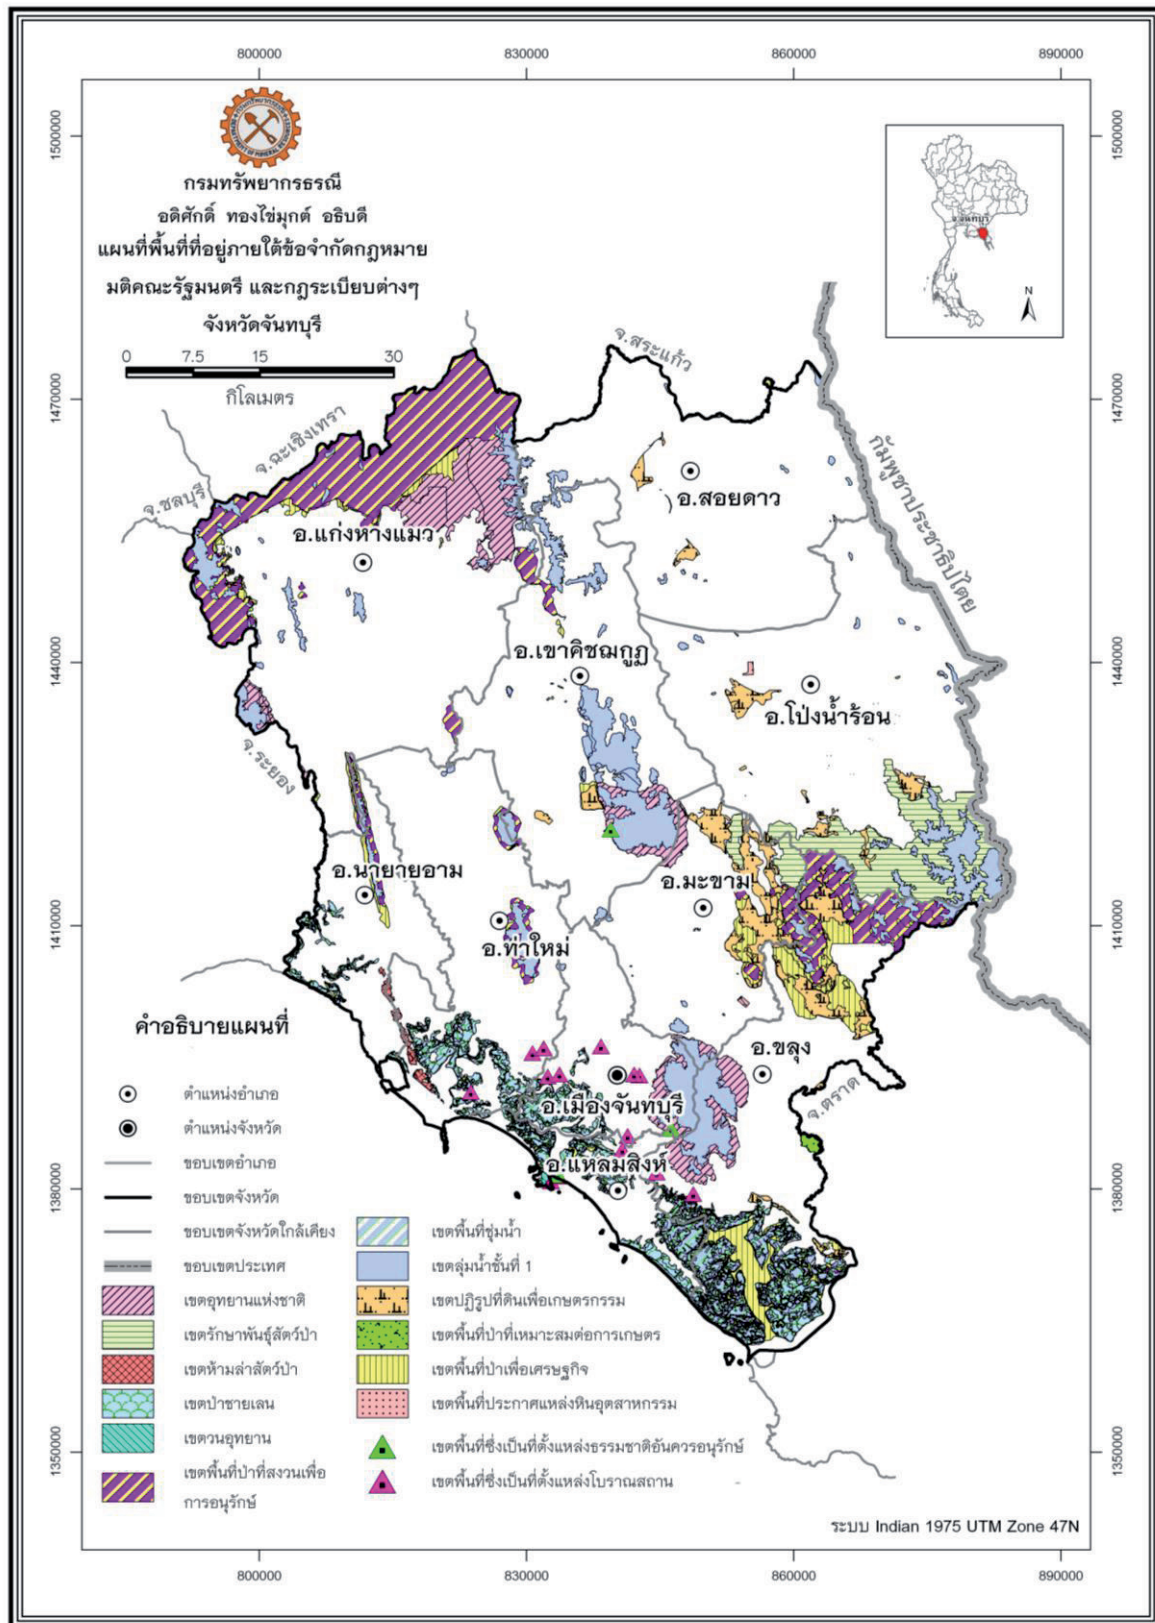 800000
830000
860000
890000
1500000
1500000
กรมทรัพยากรธรณี
อดิศักดิ์ ทองไข่มุกต์ อธิบดี
แผนที่พื้นที่ที่อยู่ภายใต้ข้อจำกัดกฎหมาย
มติคณะรัฐมนตรี และกฎระเบียบต่างๆ
จังหวัดจันทบุรี
0 7.5 15 30
กิโลเมตร
จ.จันทบุรี
N
จ.สระแก้ว
1470000
1470000
จ.ฉะเชิงเทรา
จ.ชลบุรี
กัมพูชาประชาธิปไตย
อ.สอยดาว
อ.แก่งหางแมว
อ.เขาคิชฌกูฏ
1440000
1440000
อ.โป่งน้ำร้อน
จ.ระยอง
อ.นายายอาม
อ.มะขาม
อ.ท่าใหม่
1410000
1410000
อ.ขลุง
จ.ตราด
อ.เมืองจันทบุรี
อ.แหลมสิงห์
1380000
1380000
คำอธิบายแผนที่
ตำแหน่งอำเภอ
ตำแหน่งจังหวัด
ขอบเขตอำเภอ
ขอบเขตจังหวัด
ขอบเขตจังหวัดใกล้เคียง
ขอบเขตประเทศ
เขตอุทยานแห่งชาติ
เขตรักษาพันธุ์สัตว์ป่า
เขตห้ามล่าสัตว์ป่า
เขตป่าชายเลน
เขตวนอุทยาน
เขตพื้นที่ป่าที่สงวนเพื่อ
การอนุรักษ์
เขตพื้นที่ชุ่มน้ำ
เขตลุ่มน้ำชั้นที่ 1
เขตปฏิรูปที่ดินเพื่อเกษตรกรรม
เขตพื้นที่ป่าที่เหมาะสมต่อการเกษตร
เขตพื้นที่ป่าเพื่อเศรษฐกิจ
เขตพื้นที่ประกาศแหล่งหินอุตสาหกรรม
เขตพื้นที่ซึ่งเป็นที่ตั้งแหล่งธรรมชาติอันควรอนุรักษ์
เขตพื้นที่ซึ่งเป็นที่ตั้งแหล่งโบราณสถาน
1350000
1350000
ระบบ Indian 1975 UTM Zone 47N
800000
830000
860000
890000